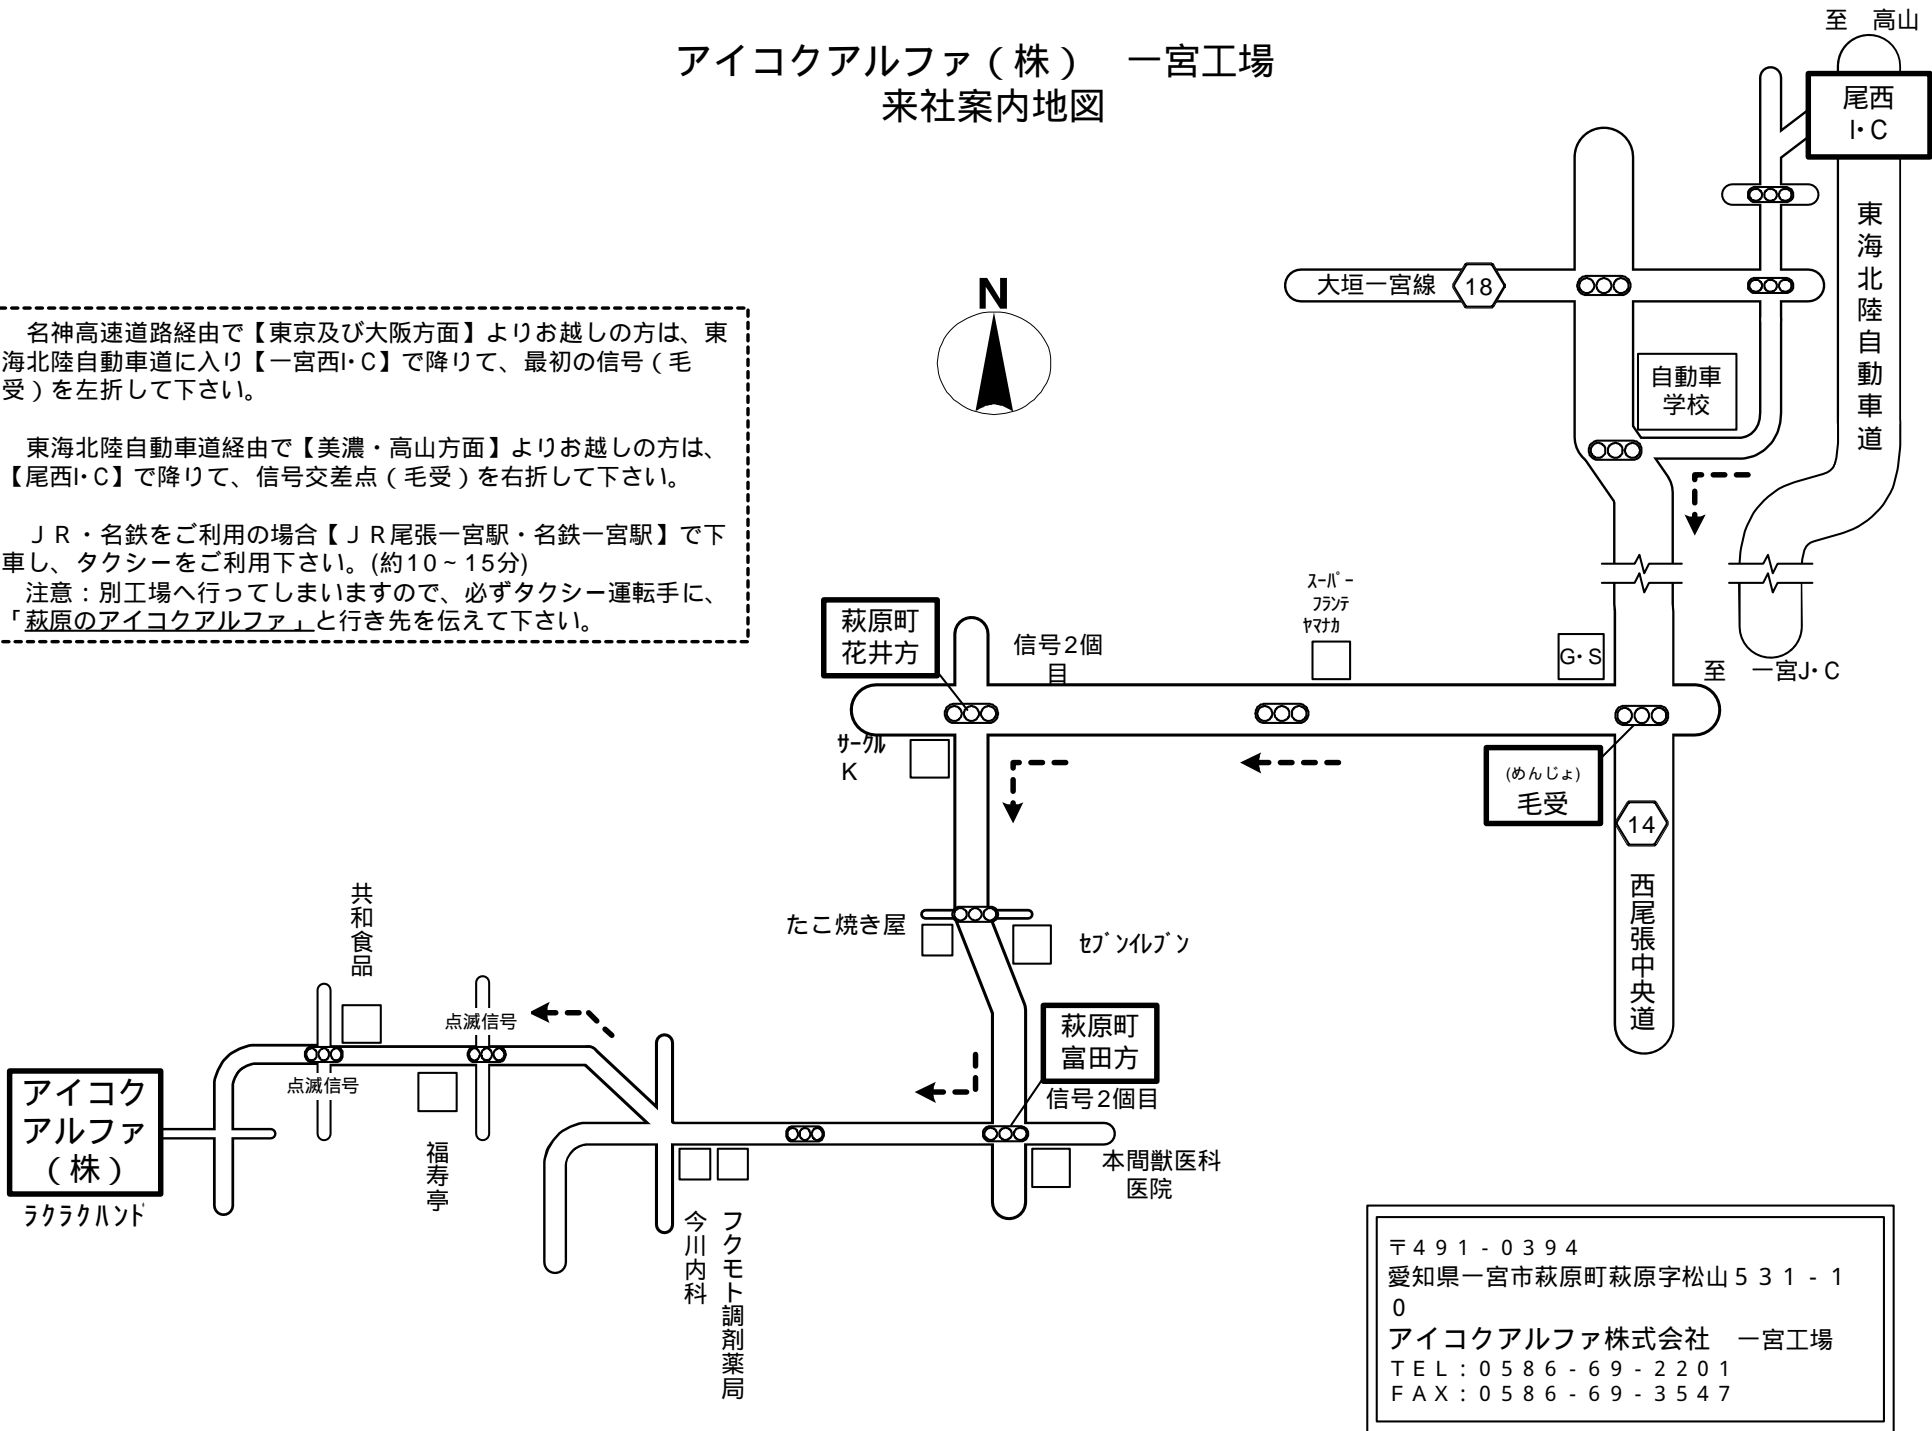 至　高山
アイコクアルファ（株）　一宮工場
来社案内地図
尾西
I・C
東海北陸自動車道
大垣一宮線
18
N
自動車
学校
名神高速道路経由で【東京及び大阪方面】よりお越しの方は、東
海北陸自動車道に入り【一宮西I・C】で降りて、最初の信号（毛
受）を左折して下さい。
東海北陸自動車道経由で【美濃・高山方面】よりお越しの方は、
【尾西I・C】で降りて、信号交差点（毛受）を右折して下さい。
ＪＲ・名鉄をご利用の場合【ＪＲ尾張一宮駅・名鉄一宮駅】で下
車し、タクシーをご利用下さい。(約10～15分)
注意：別工場へ行ってしまいますので、必ずタクシー運転手に、
「萩原のアイコクアルファ」と行き先を伝えて下さい。
萩原町
花井方
信号2個
目
ｽｰﾊﾟｰ
ﾌﾗﾝﾃ
ﾔﾏﾅｶ
G・S
至　一宮J・C
ｻｰｸﾙ
K
(めんじょ)
毛受
14
西尾張中央道
たこ焼き屋
ｾﾌﾞﾝｲﾚﾌﾞﾝ
共和食品
点滅信号
点滅信号
萩原町
富田方
信号2個目
アイコク
アルファ
（株）
ﾗｸﾗｸﾊﾝﾄﾞ
福寿亭
本間獣医科
医院
今川内科
フクモト調剤薬局
〒４９１-０３９４
愛知県一宮市萩原町萩原字松山５３１-１
０
アイコクアルファ株式会社　一宮工場
ＴＥＬ：０５８６-６９-２２０１
ＦＡＸ：０５８６-６９-３５４７